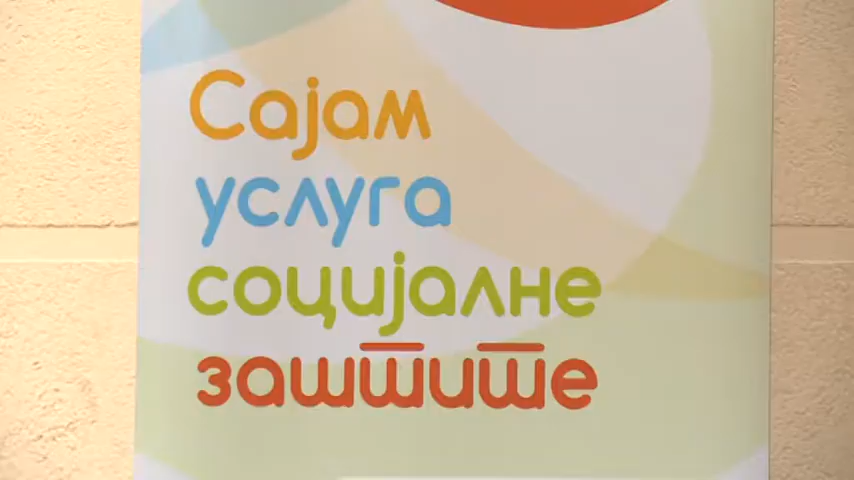 Сајам
услуга
социјалне
заштите